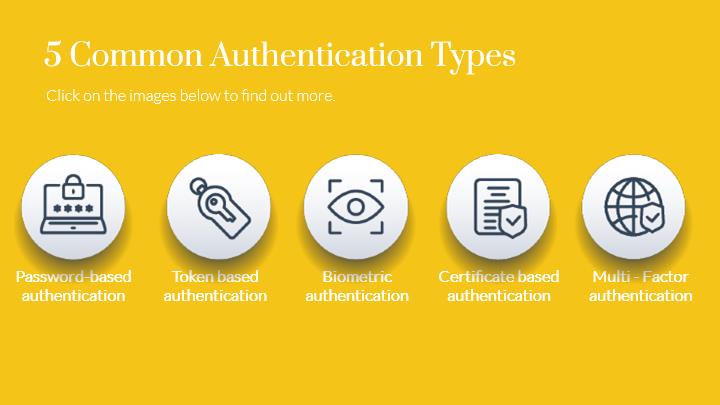 5 Common Authentication Types
Click on the images below to find out more.
****
Password-based
authentication
Token based
authentication
Biometric
authentication
Certificate based
authentication
Multi - Factor
authentication